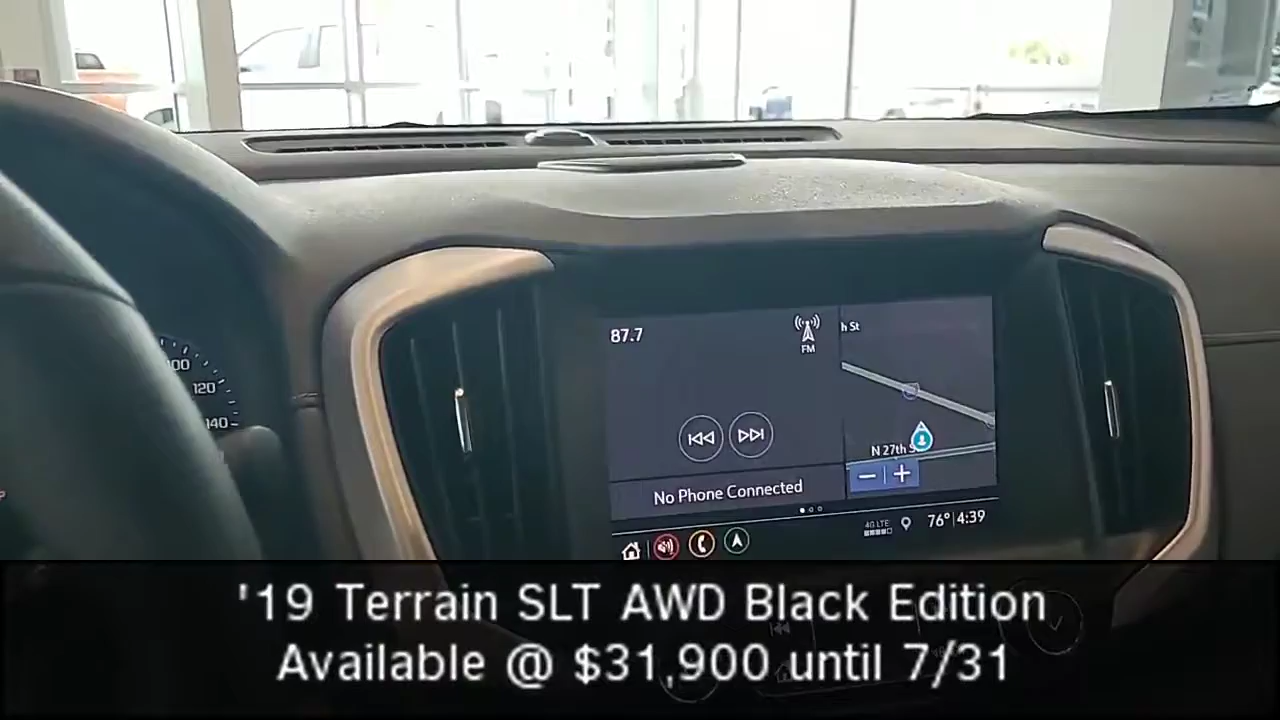 87.7
FM
h St
N 27th S
No Phone Connected
4G LTE
76° 4:39
120
140
'19 Terrain SLT AWD Black Edition
Available @ $31,900 until 7/31